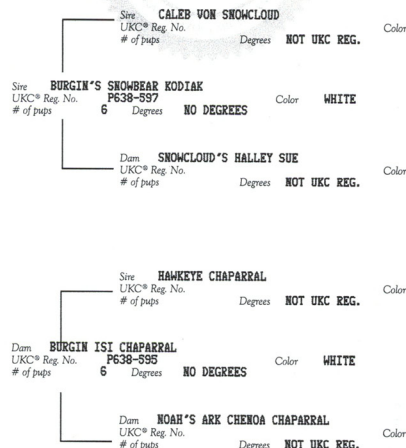 Sire CALEB VON SNOWCLOUD
UKC® Reg. No. Color
# of pups Degrees NOT UKC REG.
Sire BURGIN'S SNOWBEAR KODIAK
UKC® Reg. No. P638-597 Color WHITE
# of pups 6 Degrees NO DEGREES
Dam SNOWCLOUD'S HALLEY SUE
UKC® Reg. No. Color
# of pups Degrees NOT UKC REG.
Sire HAWKEYE CHAPARRAL
UKC® Reg. No. Color
# of pups Degrees NOT UKC REG.
Dam BURGIN ISI CHAPARRAL
UKC® Reg. No. P638-595 Color WHITE
# of pups 6 Degrees NO DEGREES
Dam NOAH'S ARK CHENOA CHAPARRAL
UKC® Reg. No. Color
# of pups Degrees NOT UKC REG.